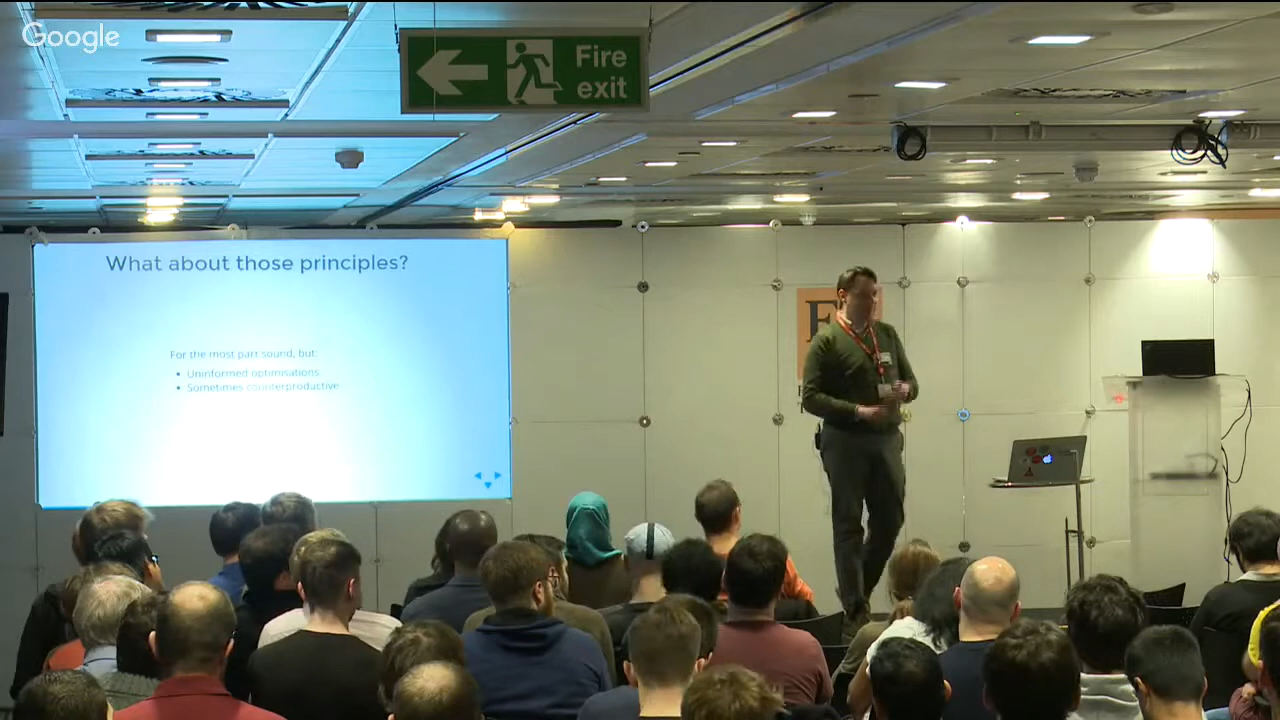 Google
Fire
exit
What about those principles?
For the most part sound, but:
Uninformed optimisations
Sometimes counterproductive
F